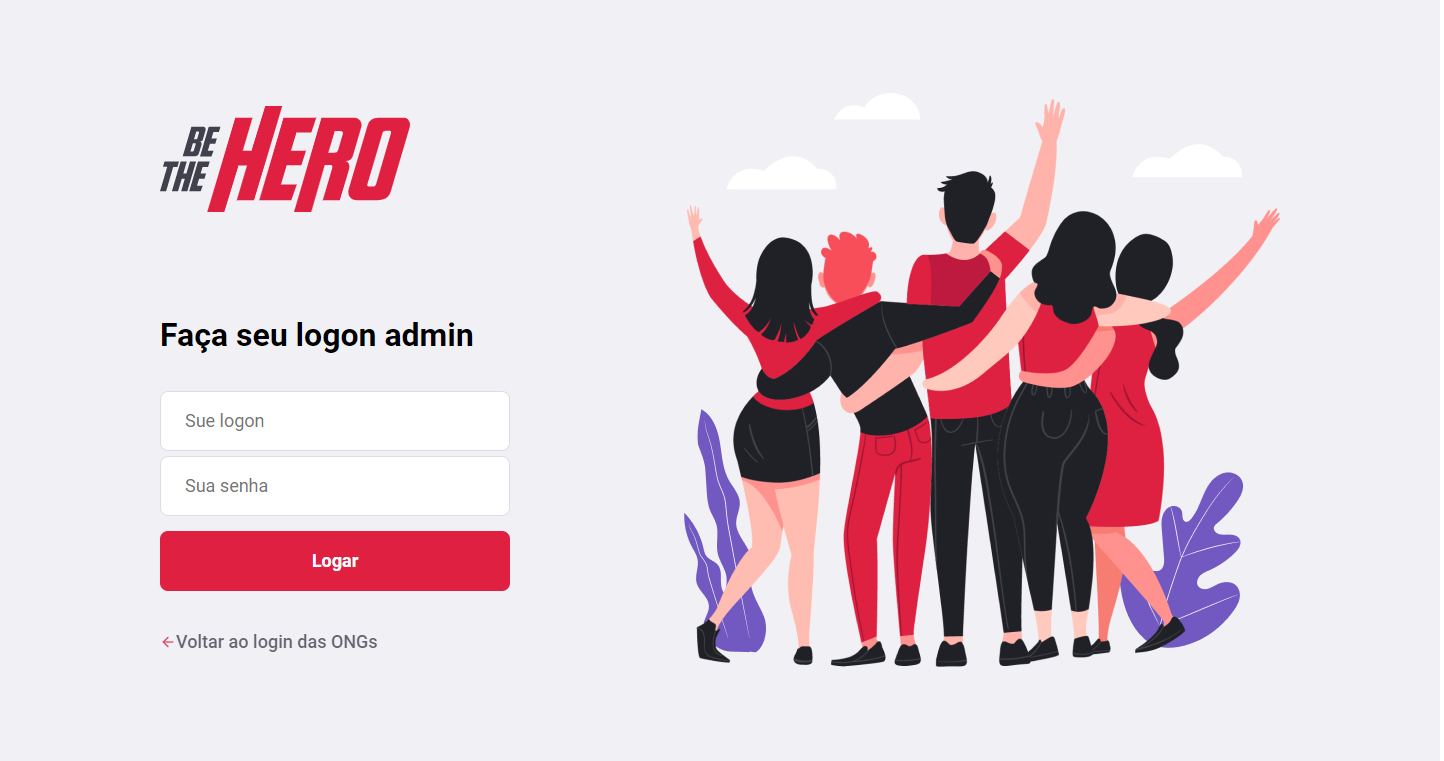 BE
THE HERO
Faça seu logon admin
Sue logon
Sua senha
Logar
Voltar ao login das ONGs